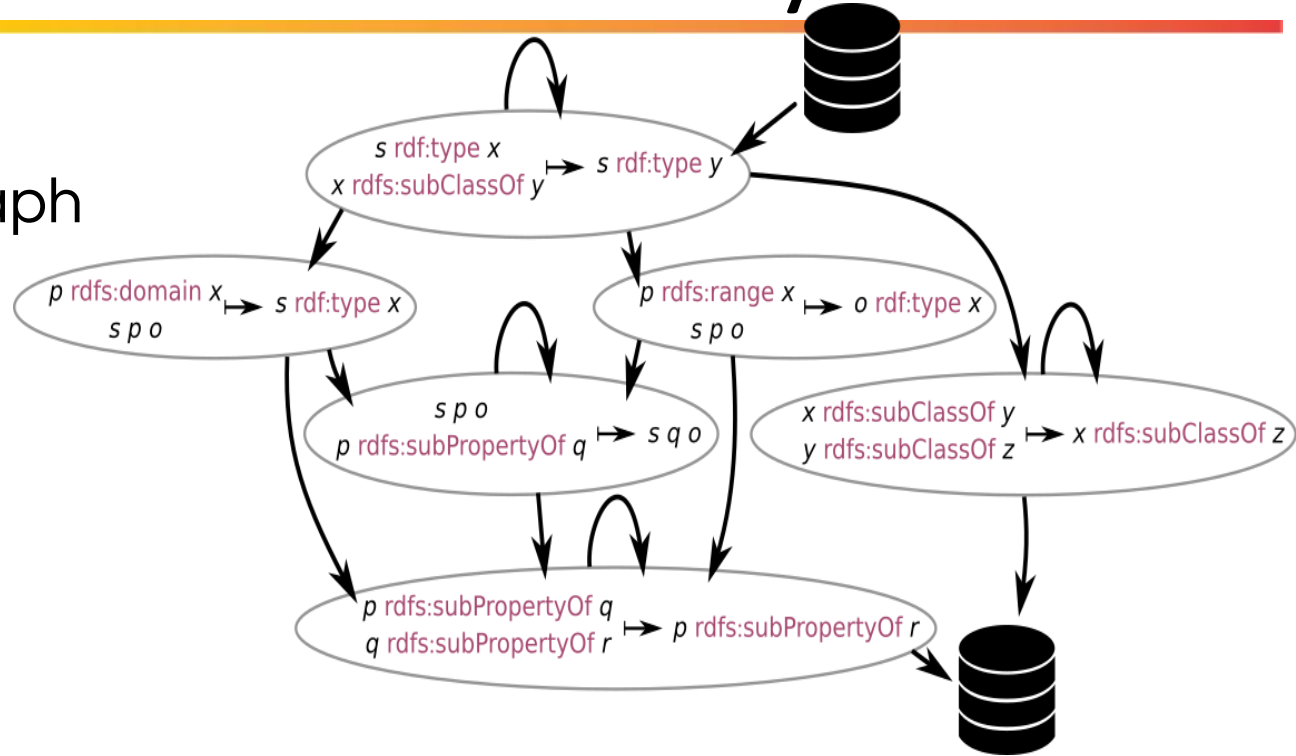 s rdf:type x
x rdfs:subClassOf y
↦ s rdf:type y
p rdfs:domain x
s p o
↦ s rdf:type x
p rdfs:range x
s p o
↦ o rdf:type x
s p o
p rdfs:subPropertyOf q
↦ s q o
x rdfs:subClassOf y
y rdfs:subClassOf z
↦ x rdfs:subClassOf z
p rdfs:subPropertyOf q
q rdfs:subPropertyOf r
↦ p rdfs:subPropertyOf r